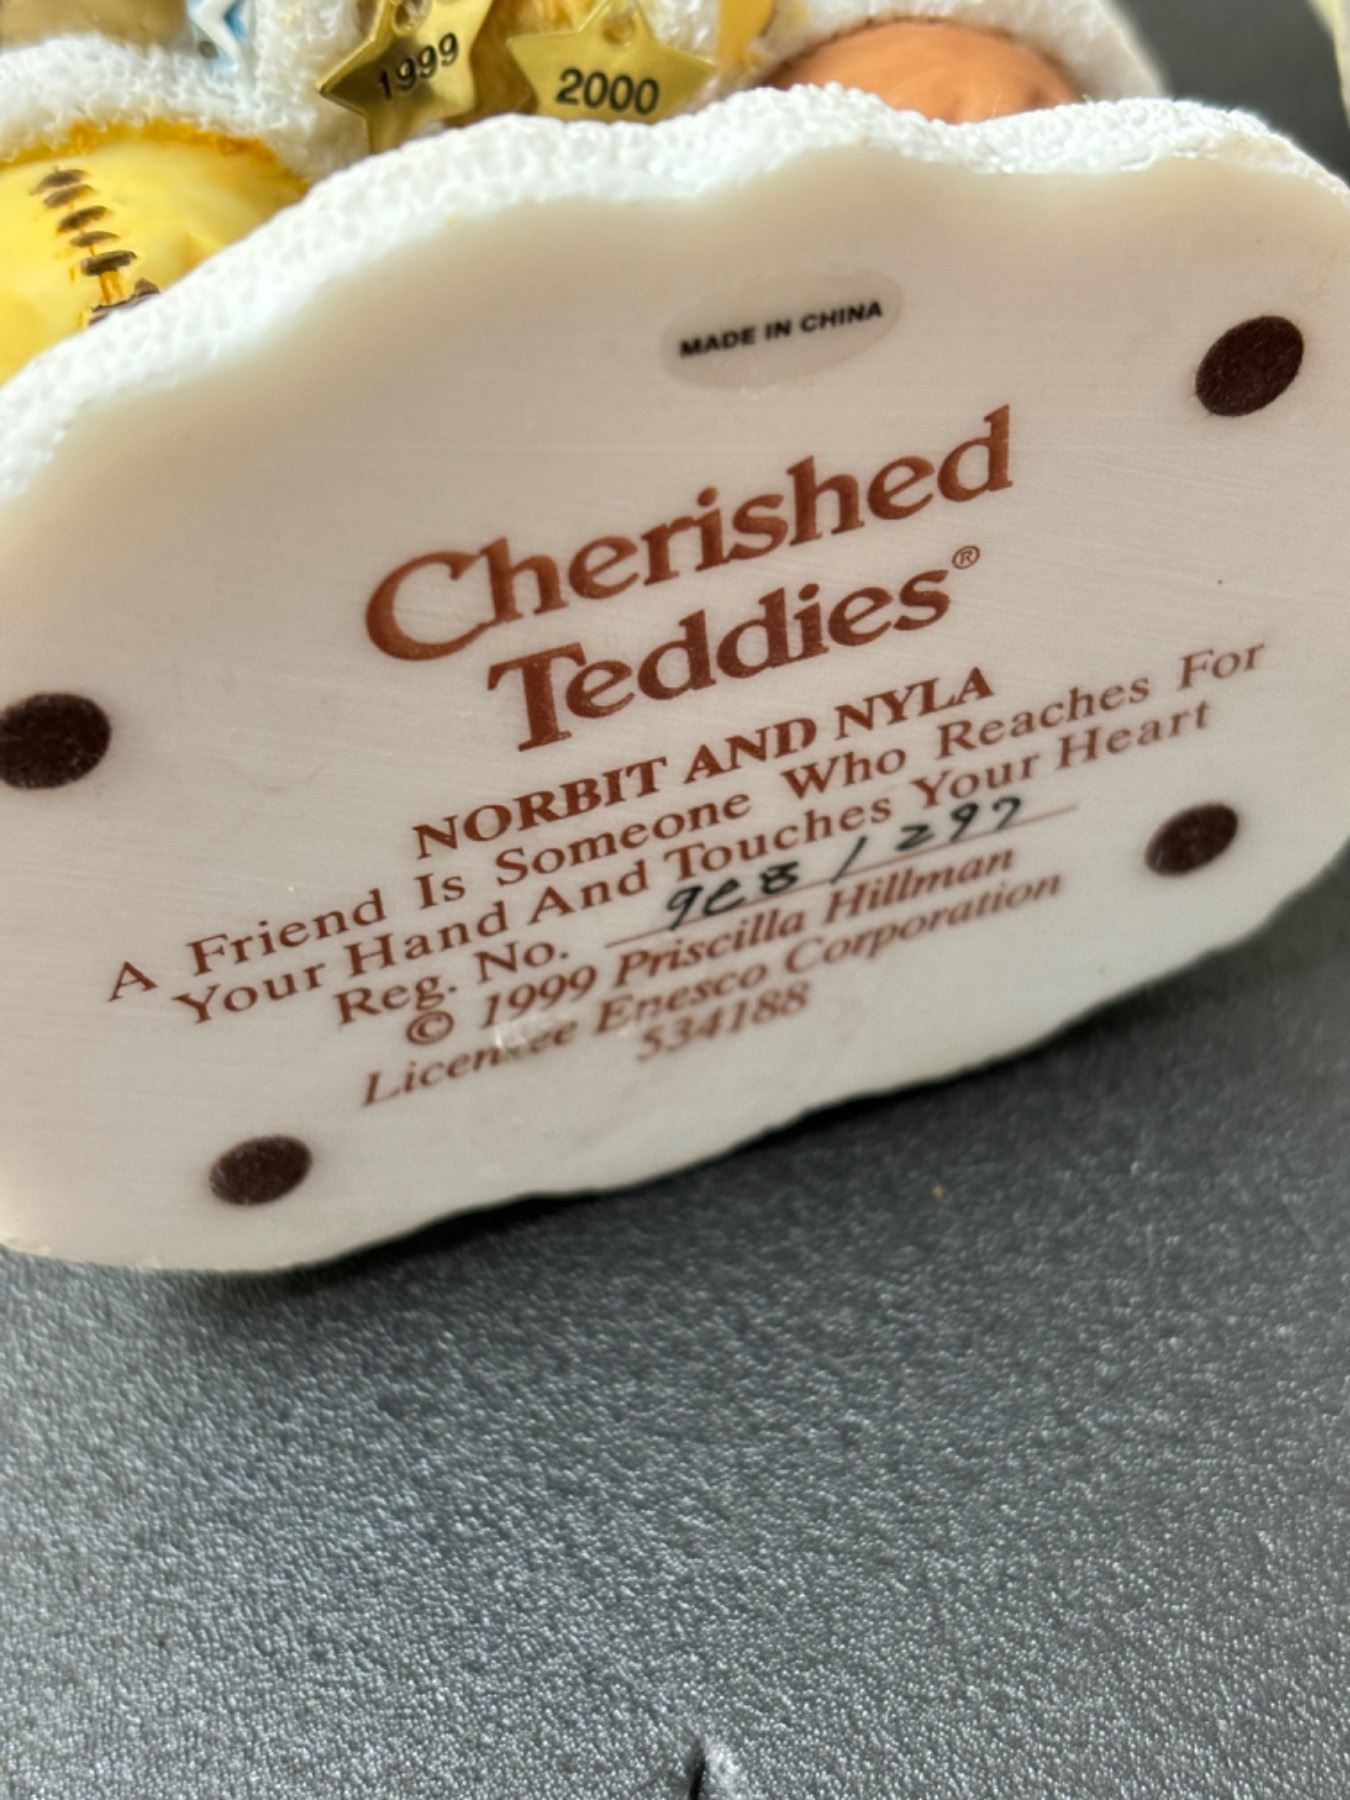 1999
2000
MADE IN CHINA
Cherished
Teddies®
NORBIT AND NYLA
A Friend Is Someone Who Reaches For
Your Hand And Touches Your Heart
Reg. No. 9E8/297
© 1999 Priscilla Hillman
Licensee Enesco Corporation
534188